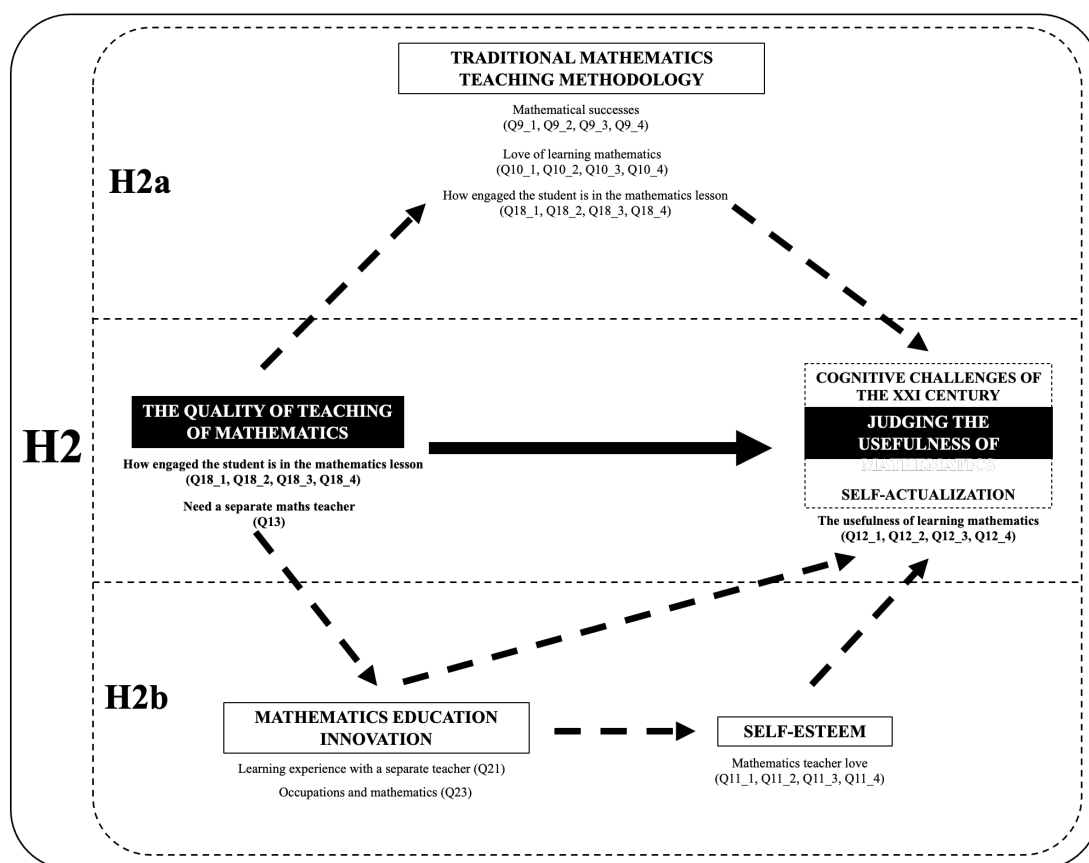 TRADITIONAL MATHEMATICS
TEACHING METHODOLOGY
Mathematical successes
(Q9_1, Q9_2, Q9_3, Q9_4)
Love of learning mathematics
(Q10_1, Q10_2, Q10_3, Q10_4)
How engaged the student is in the mathematics lesson
(Q18_1, Q18_2, Q18_3, Q18_4)
H2a
H2
THE QUALITY OF TEACHING
OF MATHEMATICS
How engaged the student is in the mathematics lesson
(Q18_1, Q18_2, Q18_3, Q18_4)
Need a separate maths teacher
(Q13)
COGNITIVE CHALLENGES OF
THE XXI CENTURY
JUDGING THE
USEFULNESS OF
MATHEMATICS
SELF-ACTUALIZATION
The usefulness of learning mathematics
(Q12_1, Q12_2, Q12_3, Q12_4)
H2b
MATHEMATICS EDUCATION
INNOVATION
Learning experience with a separate teacher (Q21)
Occupations and mathematics (Q23)
SELF-ESTEEM
Mathematics teacher love
(Q11_1, Q11_2, Q11_3, Q11_4)